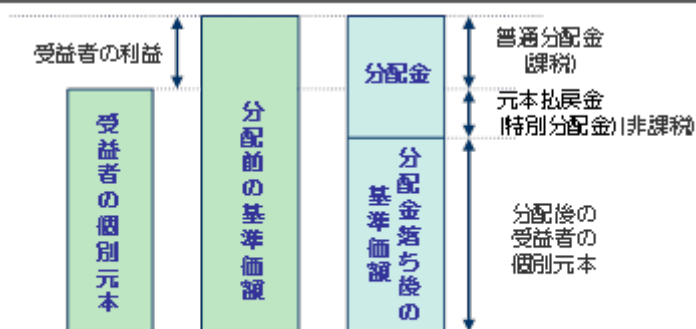 受益者の利益
受益者の個別元本
分配前の基準価額
分配金
分配金落ち後の
基準価額
普通分配金
(課税)
元本払戻金
(特別分配金)(非課税)
分配後の
受益者の
個別元本